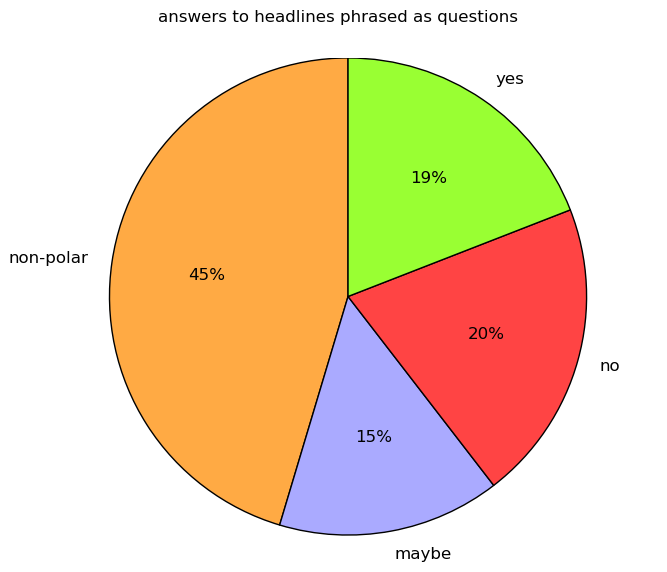 answers to headlines phrased as questions
yes
19%
non-polar
45%
20%
no
15%
maybe